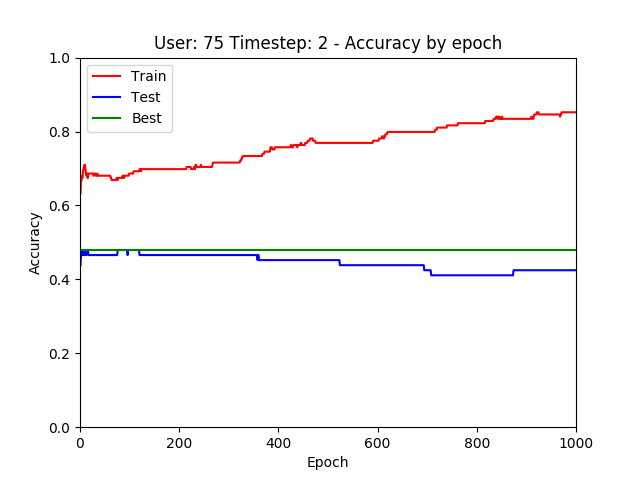 User: 75 Timestep: 2 - Accuracy by epoch
Train
Test
Best
1.0
0.8
0.6
0.4
0.2
0.0
Accuracy
0 200 400 600 800 1000
Epoch